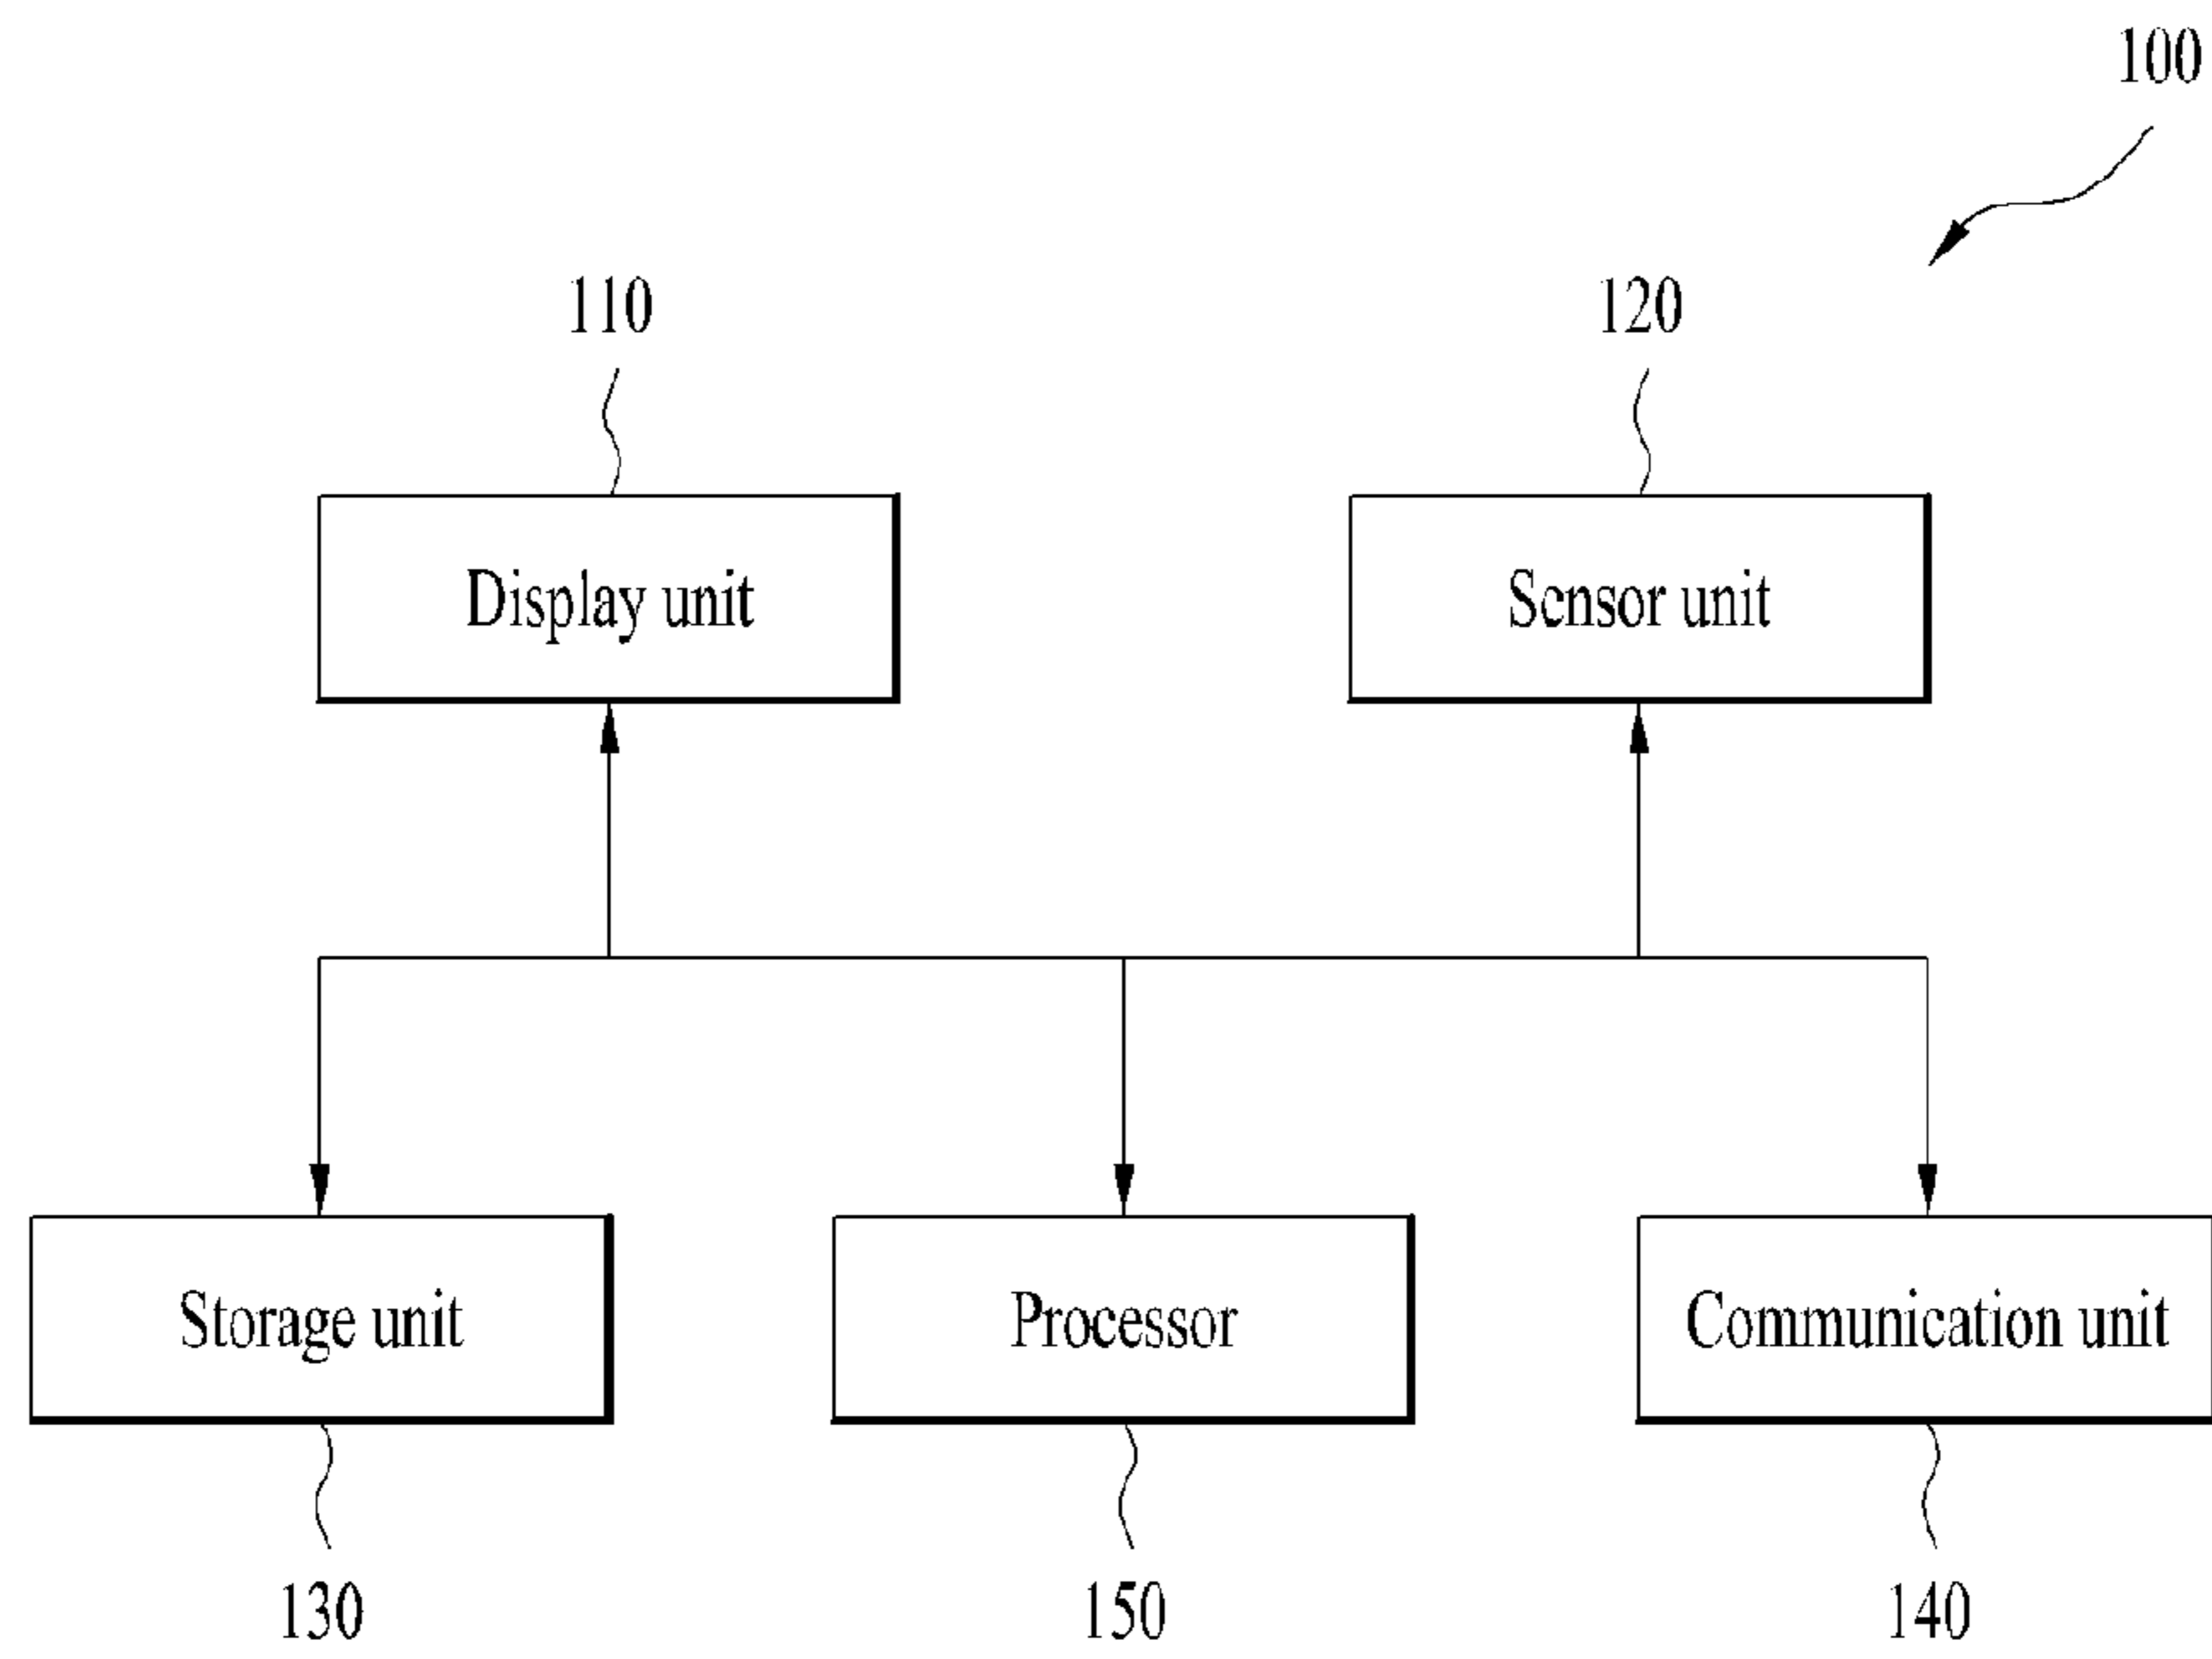 100
110
120
Display unit
Sensor unit
Storage unit
Processor
Communication unit
130
150
140